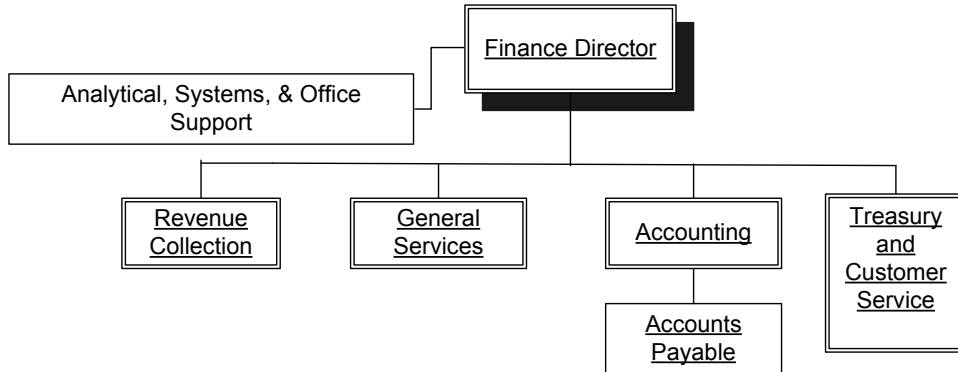 Finance Director
Analytical, Systems, & Office
Support
Revenue
Collection
General
Services
Accounting
Treasury
and
Customer
Service
Accounts
Payable